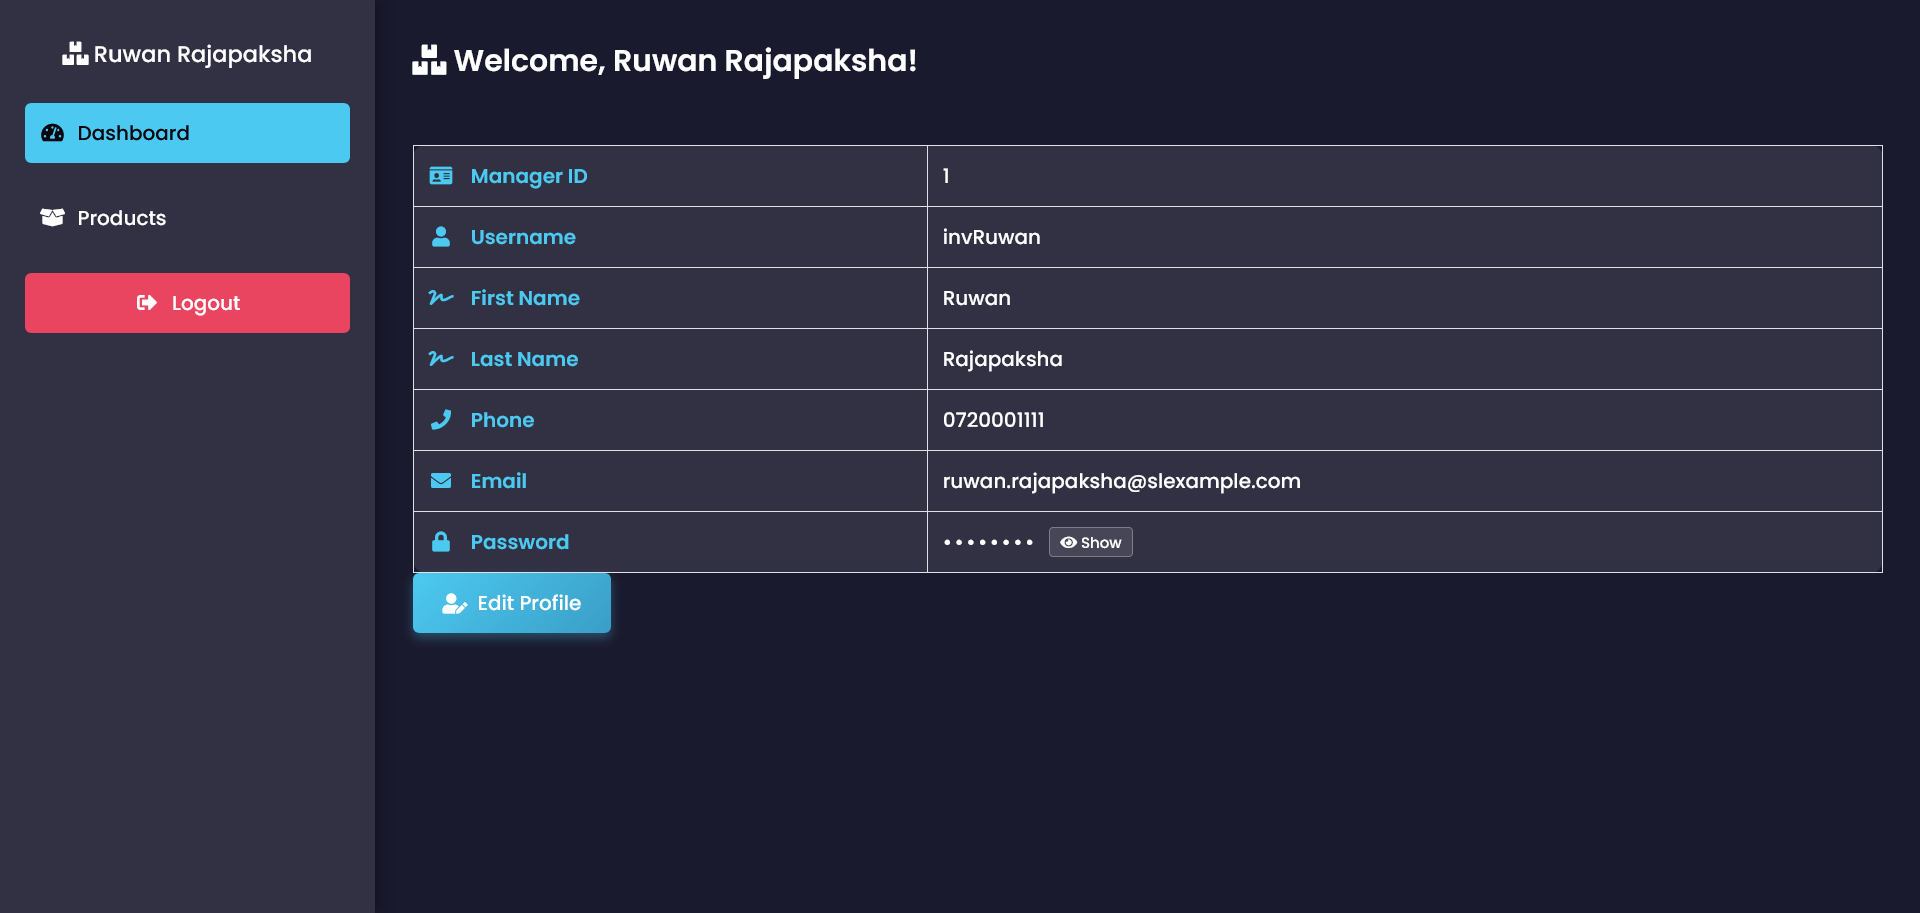 Ruwan Rajapaksha
Dashboard
Products
Logout
Welcome, Ruwan Rajapaksha!
Manager ID 1
Username invRuwan
First Name Ruwan
Last Name Rajapaksha
Phone 0720001111
Email ruwan.rajapaksha@slexample.com
Password •••••••• Show
Edit Profile